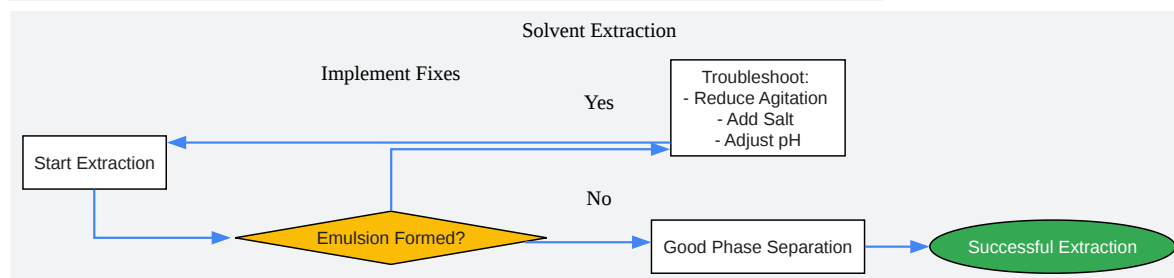 Solvent Extraction
Implement Fixes
Yes
Troubleshoot:
- Reduce Agitation
- Add Salt
- Adjust pH
Start Extraction
No
Emulsion Formed?
Good Phase Separation
Successful Extraction